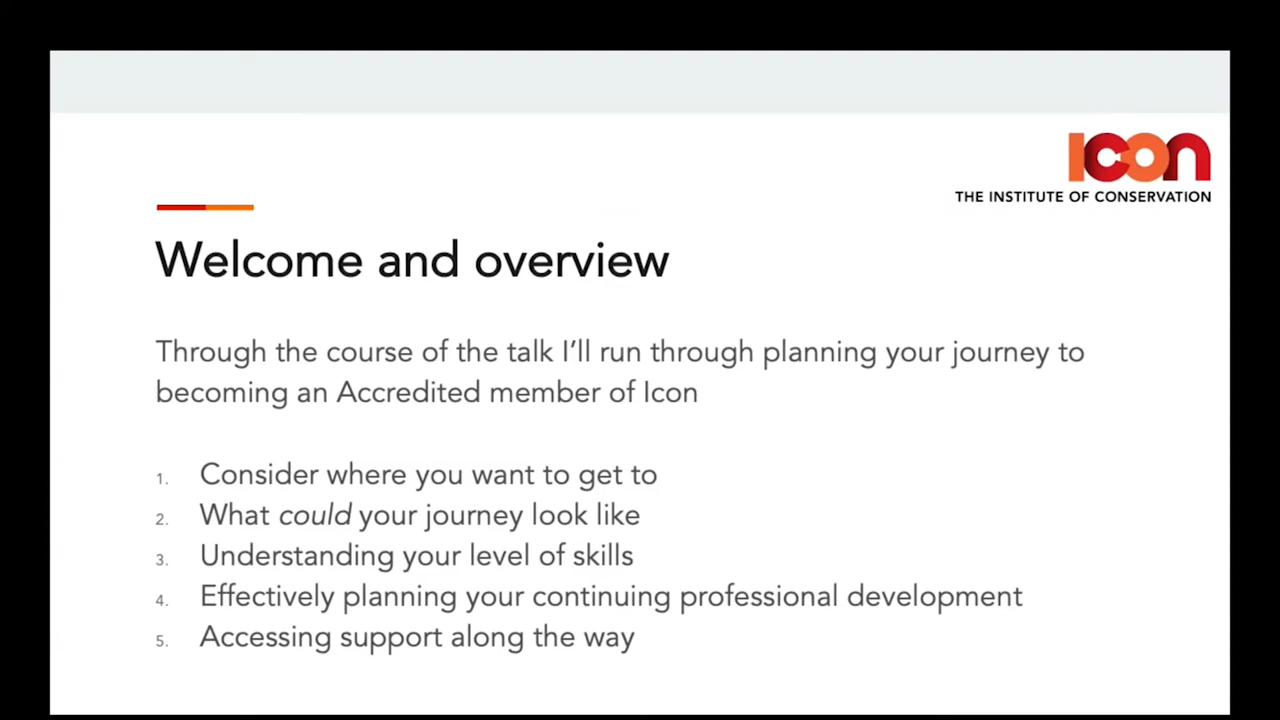 icon
THE INSTITUTE OF CONSERVATION
Welcome and overview
Through the course of the talk I’ll run through planning your journey to
becoming an Accredited member of Icon
1. Consider where you want to get to
2. What could your journey look like
3. Understanding your level of skills
4. Effectively planning your continuing professional development
5. Accessing support along the way